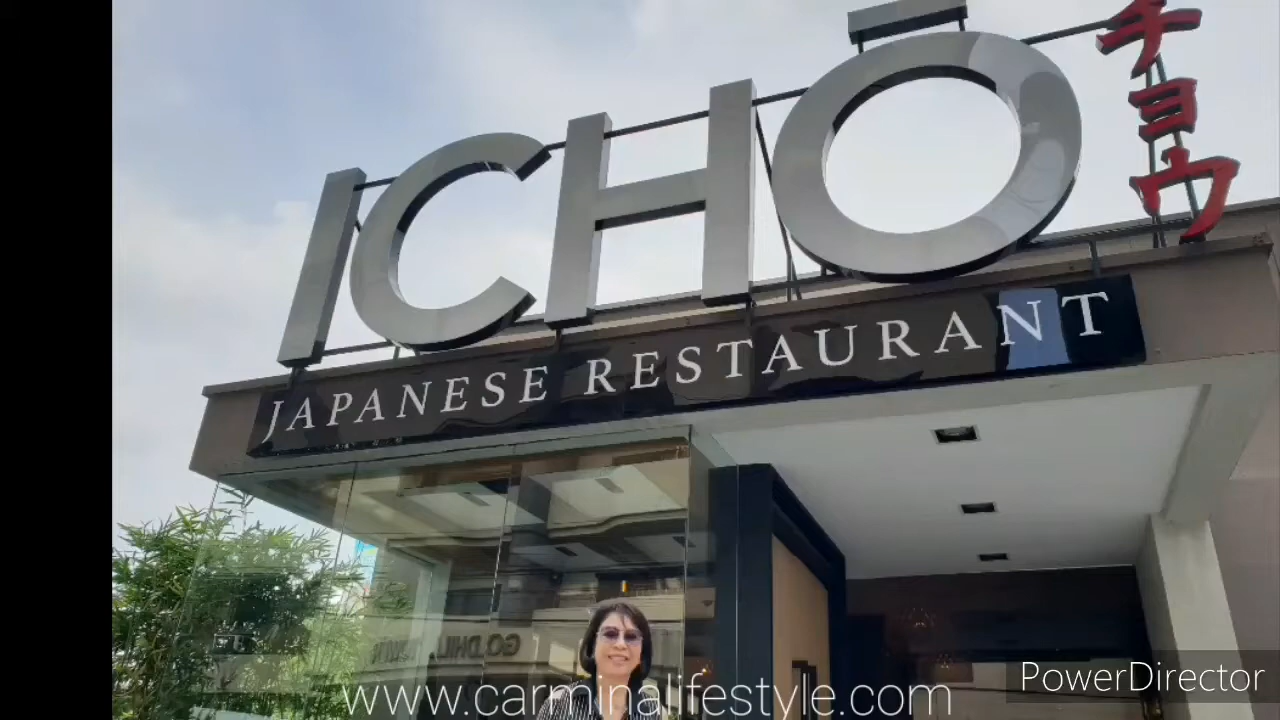 ICHŌ
チョウ
JAPANESE RESTAURANT
www.carminalifestyle.com
PowerDirector